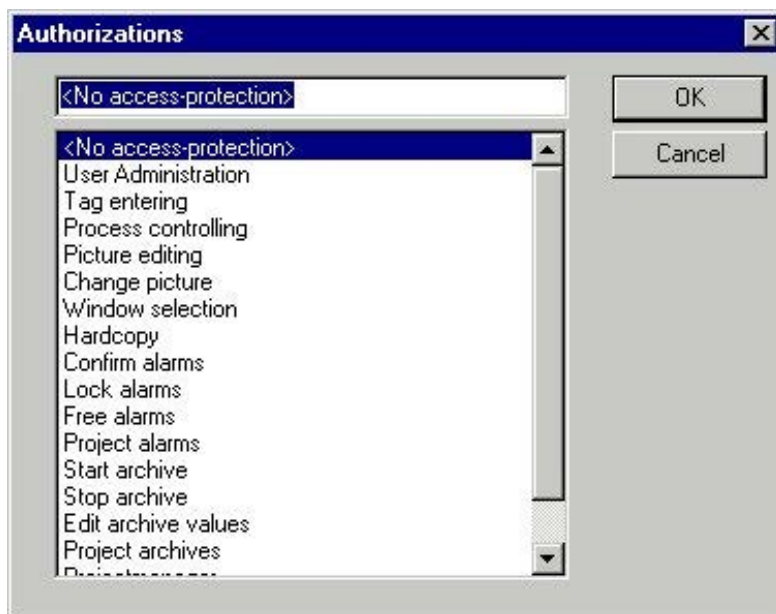 Authorizations
<No access-protection>
OK
<No access-protection>
Cancel
User Administration
Tag entering
Process controlling
Picture editing
Change picture
Window selection
Hardcopy
Confirm alarms
Lock alarms
Free alarms
Project alarms
Start archive
Stop archive
Edit archive values
Project archives